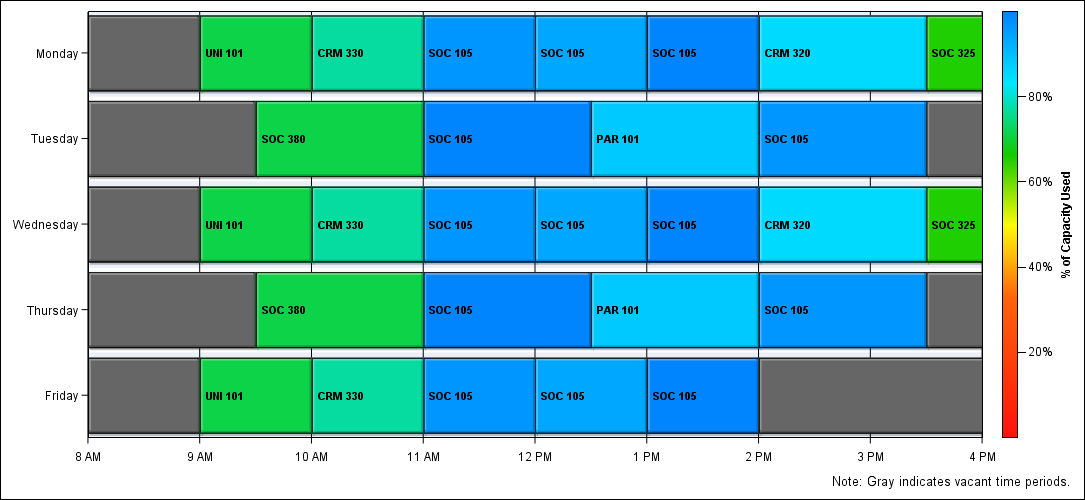 Monday
UNI 101
CRM 330
SOC 105
SOC 105
SOC 105
CRM 320
SOC 325
Tuesday
SOC 380
SOC 105
PAR 101
SOC 105
Wednesday
UNI 101
CRM 330
SOC 105
SOC 105
SOC 105
CRM 320
SOC 325
Thursday
SOC 380
SOC 105
PAR 101
SOC 105
Friday
UNI 101
CRM 330
SOC 105
SOC 105
SOC 105
8 AM
9 AM
10 AM
11 AM
12 PM
1 PM
2 PM
3 PM
4 PM
80%
60%
40%
20%
% of Capacity Used
Note: Gray indicates vacant time periods.